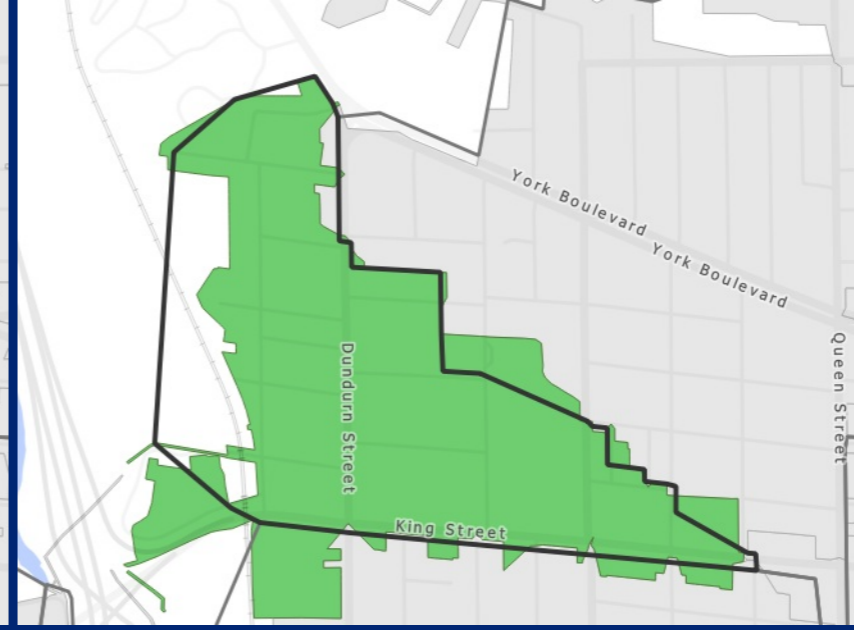 York Boulevard
York Boulevard
Queen Street
Dundurn Street
King Street